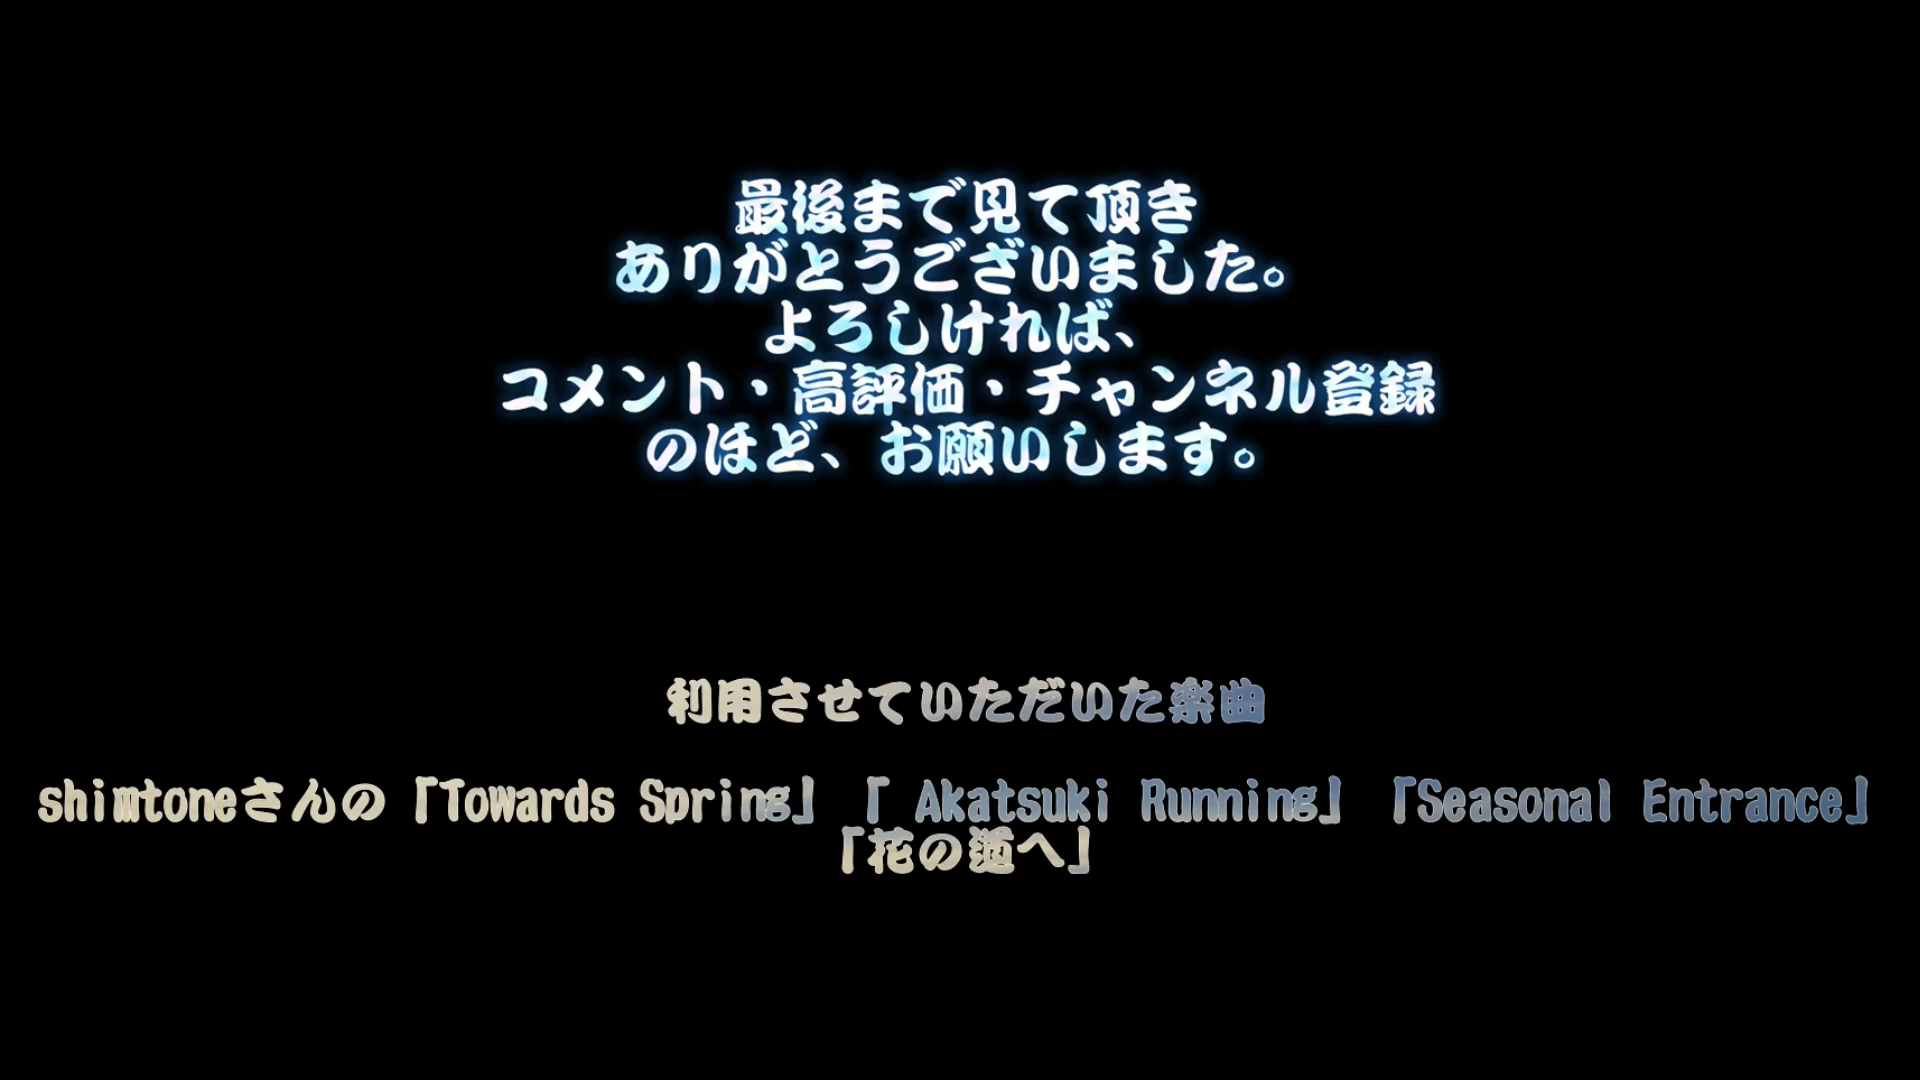 最後まで見て頂き
ありがとうございました。
よろしければ、
コメント・高評価・チャンネル登録
のほど、お願いします。
利用させていただいた楽曲
shimtoneさんの「Towards Spring」「 Akatsuki Running」「Seasonal Entrance」
「花の道へ」